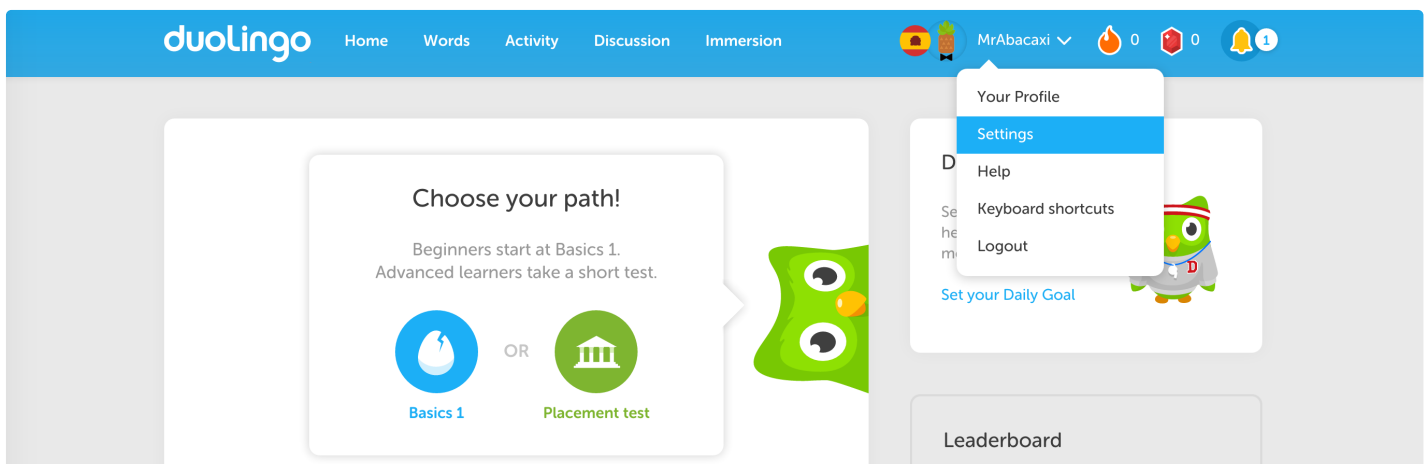 duolingo
Home Words Activity Discussion Immersion MrAbacaxi 0 0 1
Your Profile
Settings
Help
Keyboard shortcuts
Logout
Choose your path!
Beginners start at Basics 1.
Advanced learners take a short test.
OR
Basics 1 Placement test
D
Se
he
m
D
Set your Daily Goal
Leaderboard